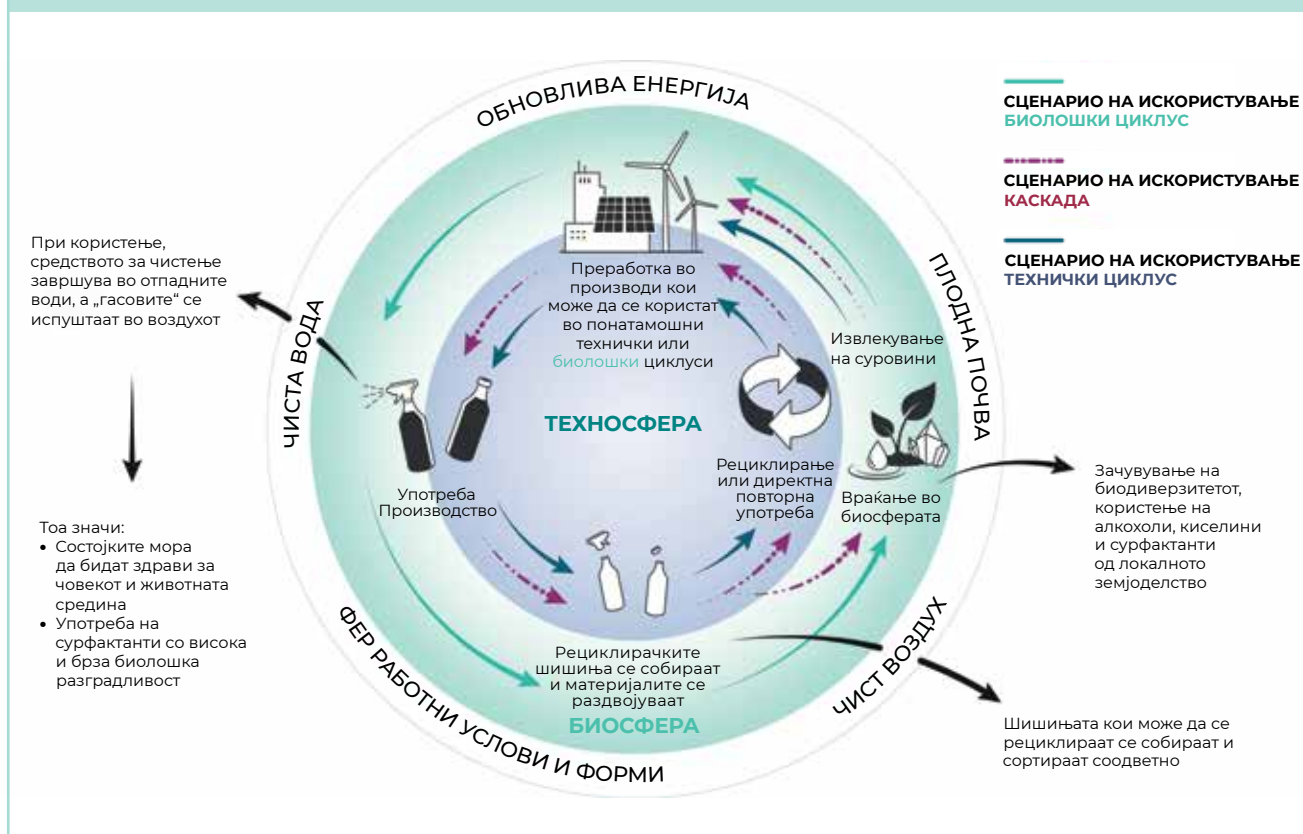 ОБНОВЛИВА ЕНЕРГИЈА
ПЛОДНА ПОЧВА
ЧИСТ ВОЗДУХ
ФЕР РАБОТНИ УСЛОВИ И ФОРМИ
ЧИСТА ВОДА
СЦЕНАРИО НА ИСКОРИСТУВАЊЕ
БИОЛОШКИ ЦИКЛУС
СЦЕНАРИО НА ИСКОРИСТУВАЊЕ
КАСКАДА
СЦЕНАРИО НА ИСКОРИСТУВАЊЕ
ТЕХНИЧКИ ЦИКЛУС
При користење,
средството за чистење
завршува во отпадните
води, а „гасовите“ се
испуштаат во воздухот
Тоа значи:
• Состојките мора
да бидат здрави за
човекот и животната
средина
• Употреба на
сурфактанти со висока
и брза биолошка
разградливост
Преработка во
производи кои
може да се користат
во понатамошни
технички или
биолошки циклуси
Извлекување
на суровини
ТЕХНОСФЕРА
Употреба
Производство
Рециклирање
или директна
повторна
употреба
Враќање во
биосферата
Рециклирачките
шишиња се собираат
и материјалите се
раздвојуваат
БИОСФЕРА
Зачувување на
биодиверзитетот,
користење на
алкохоли, киселини
и сурфактанти
од локалното
земјоделство
Шишињата кои може да се
рециклираат се собираат и
сортираат соодветно